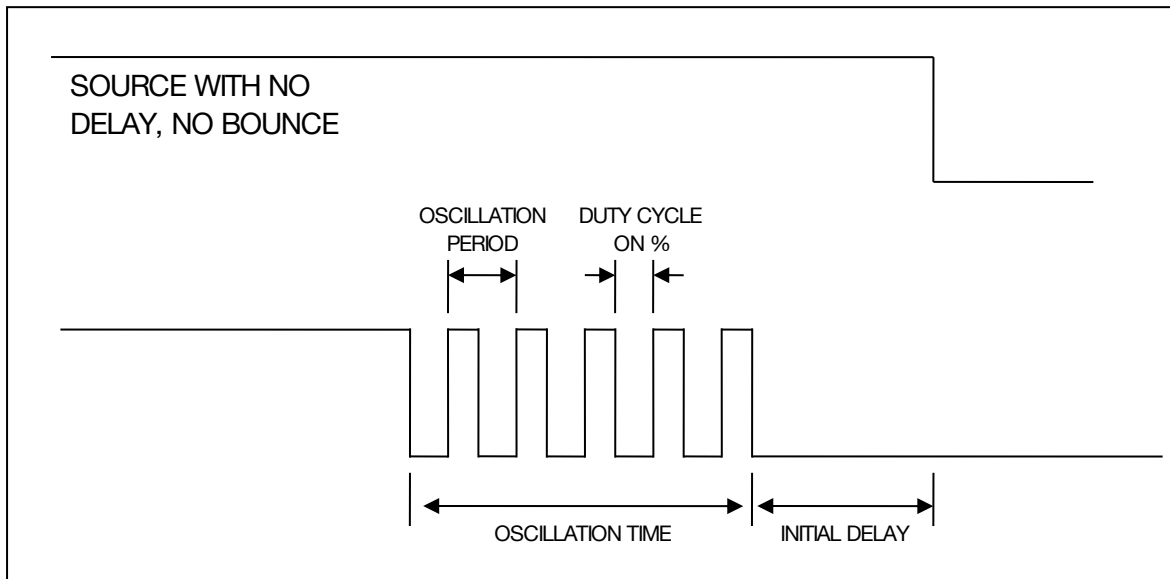 SOURCE WITH NO
DELAY, NO BOUNCE
OSCILLATION
PERIOD
DUTY CYCLE
ON %
OSCILLATION TIME
INITIAL DELAY